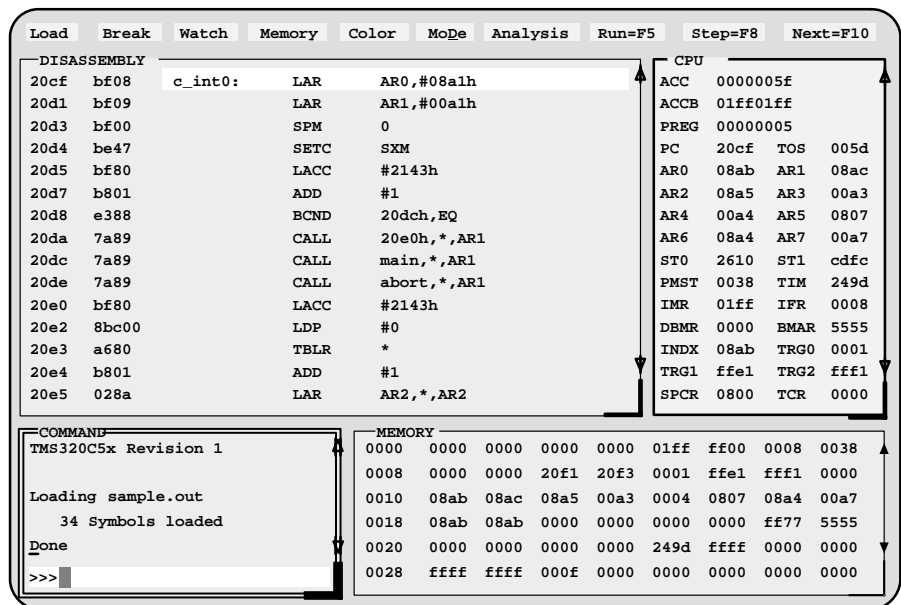 Load Break Watch Memory Color MoDe Analysis Run=F5 Step=F8 Next=F10
DISASSEMBLY
20cf bf08 c_int0: LAR AR0,#08a1h
20d1 bf09 LAR AR1,#00a1h
20d3 bf00 SPM 0
20d4 be47 SETC SXM
20d5 bf80 LACC #2143h
20d7 b801 ADD #1
20d8 e388 BCND 20dch,EQ
20da 7a89 CALL 20e0h,*,AR1
20dc 7a89 CALL main,*,AR1
20de 7a89 CALL abort,*,AR1
20e0 bf80 LACC #2143h
20e2 8bc00 LDP #0
20e3 a680 TBLR *
20e4 b801 ADD #1
20e5 028a LAR AR2,*,AR2
CPU
ACC 0000005f
ACCB 01ff01ff
PREG 00000005
PC 20cf TOS 005d
AR0 08ab AR1 08ac
AR2 08a5 AR3 00a3
AR4 00a4 AR5 0807
AR6 08a4 AR7 00a7
ST0 2610 ST1 cdfc
PMST 0038 TIM 249d
IMR 01ff IFR 0008
DBMR 0000 BMAR 5555
INDX 08ab TRG0 0001
TRG1 ffe1 TRG2 fff1
SPCR 0800 TCR 0000
COMMAND
TMS320C5x Revision 1
Loading sample.out
34 Symbols loaded
Done
>>>
MEMORY
0000 0000 0000 0000 0000 01ff ff00 0008 0038
0008 0000 0000 20f1 20f3 0001 ffe1 fff1 0000
0010 08ab 08ac 08a5 00a3 0004 0807 08a4 00a7
0018 08ab 08ab 0000 0000 0000 0000 ff77 5555
0020 0000 0000 0000 0000 249d ffff 0000 0000
0028 ffff ffff 000f 0000 0000 0000 0000 0000